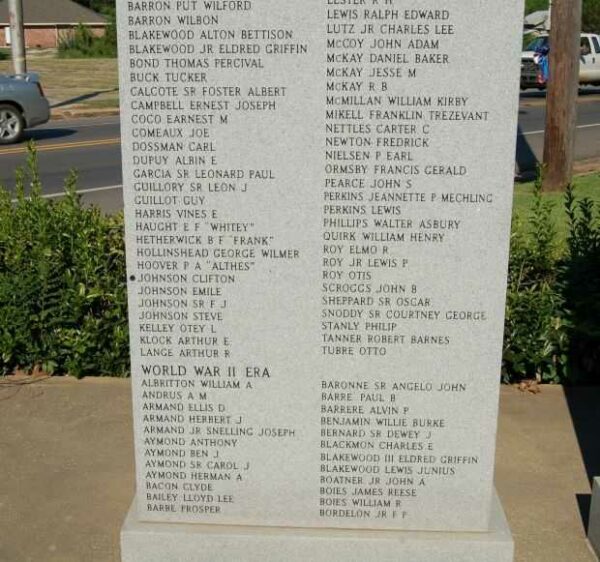 BARRON PUT WILFORD
BARRON WILBON
BLAKEWOOD ALTON BETTISON
BLAKEWOOD JR ELDRED GRIFFIN
BOND THOMAS PERCIVAL
BUCK TUCKER
CALCOTE SR FOSTER ALBERT
CAMPBELL ERNEST JOSEPH
COCO EARNEST M
COMEAUX JOE
DOSSMAN CARL
DUPUY ALBIN E
GARCIA SR LEONARD PAUL
GUILLORY SR LEON J
GUILLOT GUY
HARRIS VINES E
HAUGHT E F "WHITEY"
HETHERWICK B F "FRANK"
HOLLINSHEAD GEORGE WILMER
HOOVER P A "ALTHES"
•JOHNSON CLIFTON
JOHNSON EMILE
JOHNSON SR F J
JOHNSON STEVE
KELLEY OTEY L
KLOCK ARTHUR E
LANGE ARTHUR R
LESTER R H
LEWIS RALPH EDWARD
LUTZ JR CHARLES LEE
McCOY JOHN ADAM
McKAY DANIEL BAKER
McKAY JESSE M
McKAY R B
McMILLAN WILLIAM KIRBY
MIKELL FRANKLIN TREZEVANT
NETTLES CARTER C
NEWTON FREDRICK
NIELSEN P EARL
ORMSBY FRANCIS GERALD
PEARCE JOHN S
PERKINS JEANNETTE P MECHLING
PERKINS LEWIS
PHILLIPS WALTER ASBURY
QUIRK WILLIAM HENRY
ROY ELMO R
ROY JR LEWIS P
ROY OTIS
SCROGGS JOHN B
SHEPPARD SR OSCAR
SNODDY SR COURTNEY GEORGE
STANLY PHILIP
TANNER ROBERT BARNES
TUBRE OTTO
WORLD WAR II ERA
ALBRITTON WILLIAM A
ANDRUS A M
ARMAND ELLIS D
ARMAND HERBERT J
ARMAND JR SNELLING JOSEPH
AYMOND ANTHONY
AYMOND BEN J
AYMOND SR CAROL J
AYMOND HERMAN A
BACON CLYDE
BAILEY LLOYD LEE
BARBE PROSPER
BARONNE SR ANGELO JOHN
BARRE PAUL B
BARRERE ALVIN P
BENJAMIN WILLIE BURKE
BERNARD SR DEWEY J
BLACKMON CHARLES E
BLAKEWOOD III ELDRED GRIFFIN
BLAKEWOOD LEWIS JUNIUS
BOATNER JR JOHN A
BOIES JAMES REESE
BOIES WILLIAM R
BORDELON JR F P